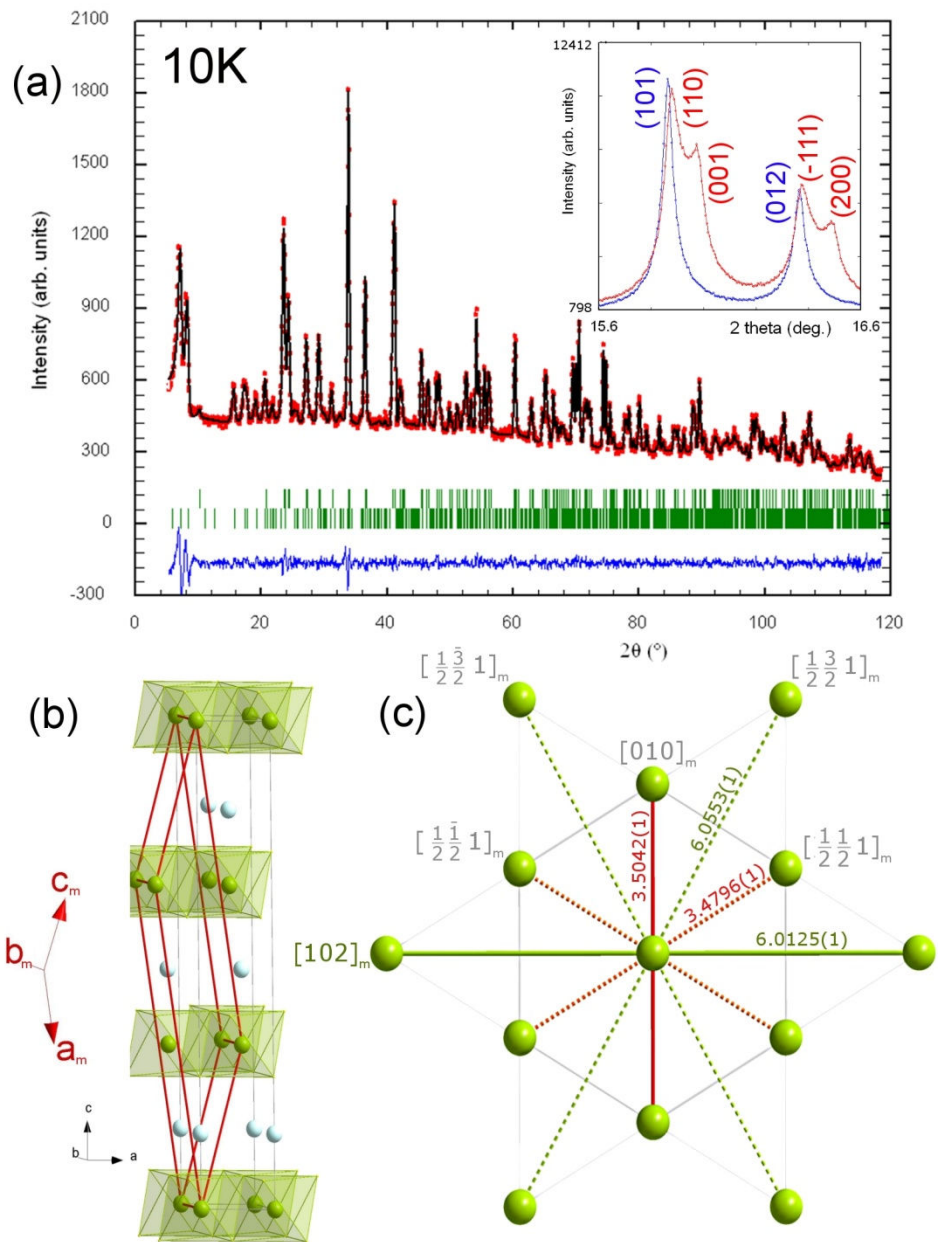 (a)
10K
2100
1800
1500
1200
900
600
300
0
-300
Intensity (arb. units)
0
20
40
60
80
100
120
2θ (°)
12412
798
Intensity (arb. units)
15.6
2 theta (deg.)
16.6
(101)
(110)
(001)
(012)
(-111)
(200)
(b)
c_m
b_m
a_m
c
b
a
(c)
[1/2 3̄/2 1]_m
[1/2 3/2 1]_m
[010]_m
[1/2 1̄/2 1]_m
[1/2 1/2 1]_m
[102]_m
3.5042(1)
6.0553(1)
3.4796(1)
6.0125(1)